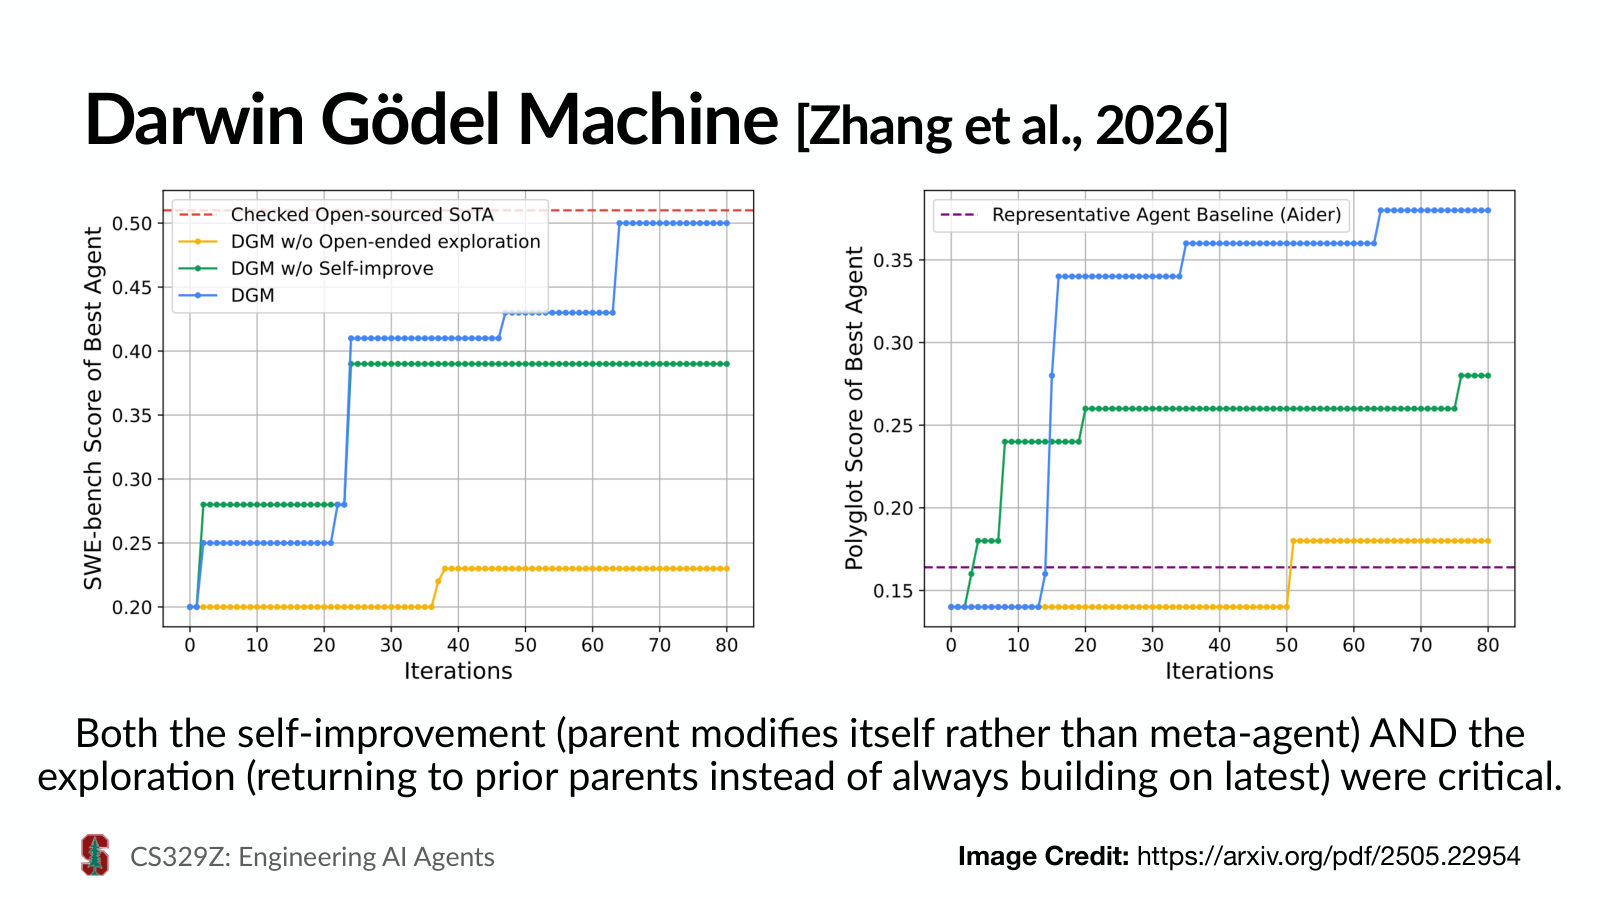 Darwin Gödel Machine [Zhang et al., 2026]
SWE-bench Score of Best Agent
0.50
0.45
0.40
0.35
0.30
0.25
0.20
Checked Open-sourced SoTA
DGM w/o Open-ended exploration
DGM w/o Self-improve
DGM
0 10 20 30 40 50 60 70 80
Iterations
Polyglot Score of Best Agent
0.35
0.30
0.25
0.20
0.15
Representative Agent Baseline (Aider)
0 10 20 30 40 50 60 70 80
Iterations
Both the self-improvement (parent modifies itself rather than meta-agent) AND the
exploration (returning to prior parents instead of always building on latest) were critical.
CS329Z: Engineering AI Agents
Image Credit: https://arxiv.org/pdf/2505.22954